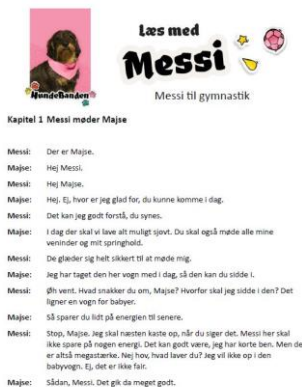 Læs med
Messi
HundeBanden
Messi til gymnastik
Kapitel 1 Messi møder Majse
Messi: Der er Majse.
Majse: Hej Messi.
Messi: Hej Majse.
Majse: Hej. Ej, hvor er jeg glad for, du kunne komme i dag.
Messi: Det kan jeg godt forstå, du synes.
Majse: I dag der skal vi lave alt muligt sjovt. Du skal også møde alle mine
veninder og mit springhold.
Messi: De glæder sig helt sikkert til at møde mig.
Majse: Jeg har taget den her vogn med i dag, så den kan du sidde i.
Messi: Øh vent. Hvad snakker du om, Majse? Hvorfor skal jeg sidde i den? Det
ligner en vogn for babyer.
Majse: Så sparer du lidt på energien til senere.
Messi: Stop, Majse. Jeg skal næsten kaste op, når du siger det. Messi her skal
ikke spare på nogen energi. Det kan godt være, jeg har korte ben. Men de
er altså megastærke. Nej hov, hvad laver du? Jeg vil ikke op i den
babyvogn. Ej, det er ikke fair.
Majse: Sådan, Messi. Det gik da meget godt.